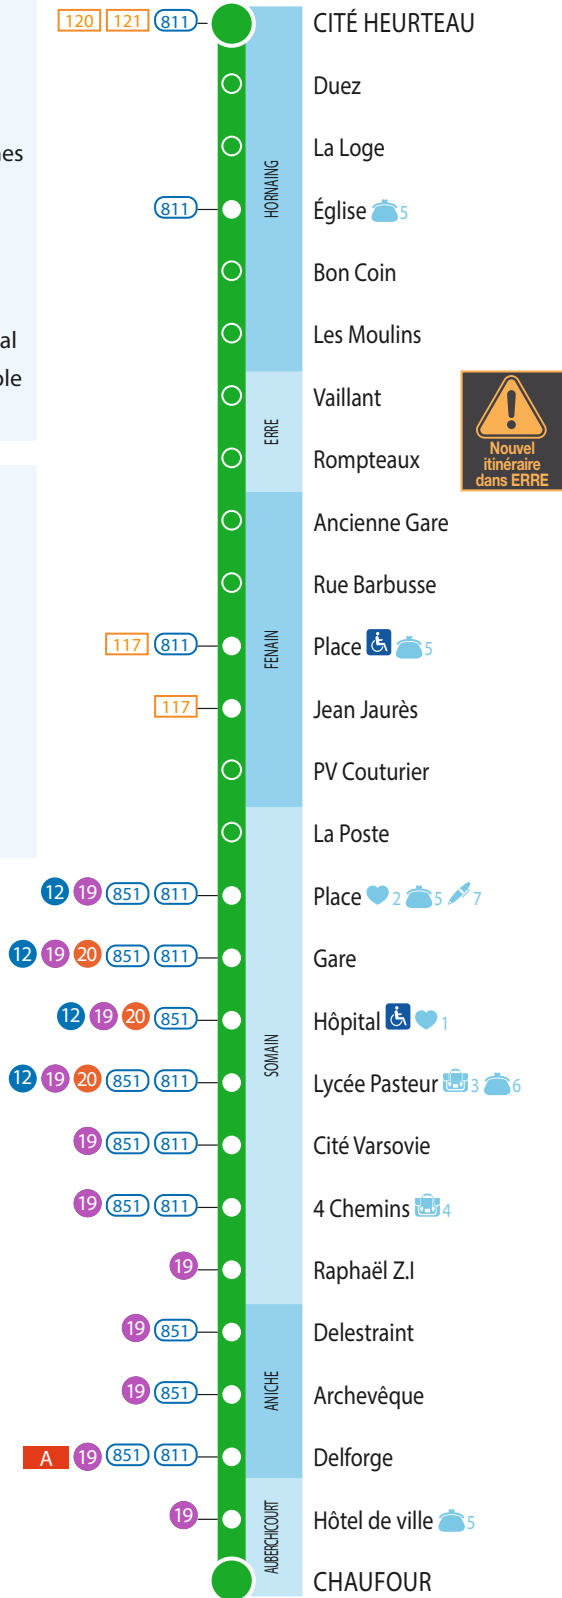 120 121 811 CITÉ HEURTEAU
Duez
nes
La Loge
HORNAING
811 Église 5
Bon Coin
Les Moulins
al
ple
Vaillant
ERRE
Rompteaux
Nouvel
itinéraire
dans ERRE
Ancienne Gare
Rue Barbusse
FENAIN
117 811 Place 5
117 Jean Jaurès
PV Couturier
La Poste
12 19 851 811 Place 2 5 7
12 19 20 851 811 Gare
12 19 20 851 Hôpital 1
SOMAIN
12 19 20 851 811 Lycée Pasteur 3 6
19 851 811 Cité Varsovie
19 851 811 4 Chemins 4
19 Raphaël Z.I
19 851 Delestraint
ANICHE
19 851 Archevêque
A 19 851 811 Delforge
19 Hôtel de ville 5
AUBERCHICOURT
CHAUFOUR